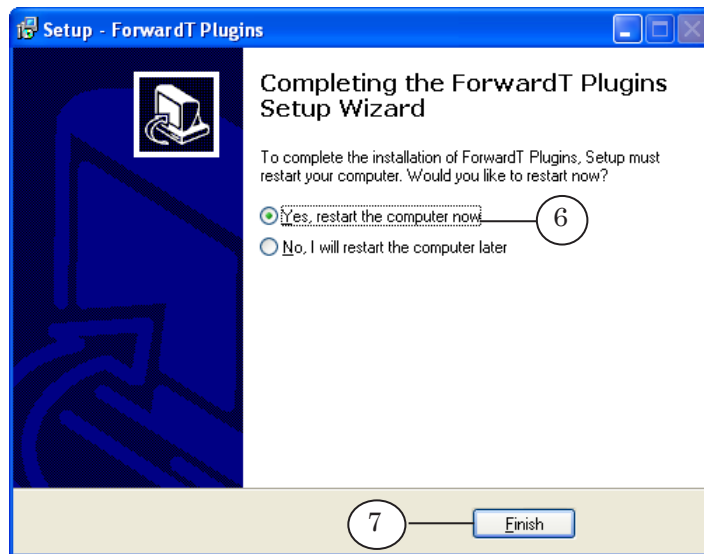 Setup - ForwardT Plugins
Completing the ForwardT Plugins
Setup Wizard
To complete the installation of ForwardT Plugins, Setup must
restart your computer. Would you like to restart now?
Yes, restart the computer now
6
No, I will restart the computer later
7
Finish